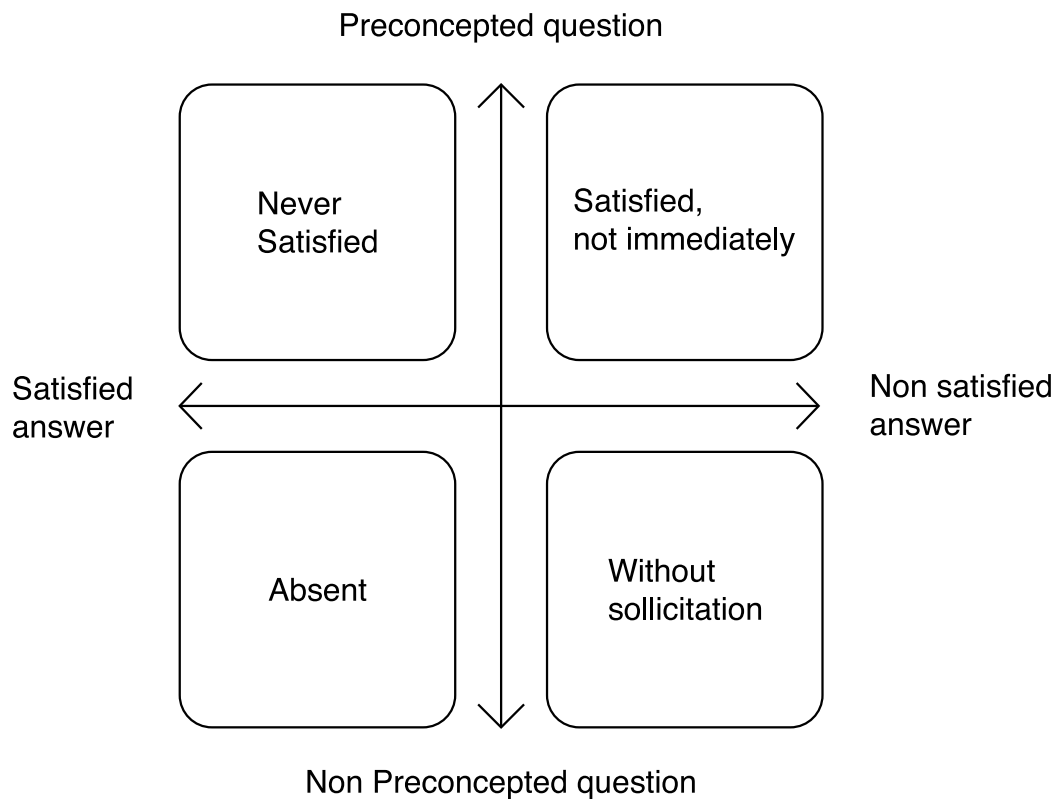 Preconcepted question
Never
Satisfied
Satisfied,
not immediately
Satisfied
answer
Non satisfied
answer
Absent
Without
sollicitation
Non Preconcepted question